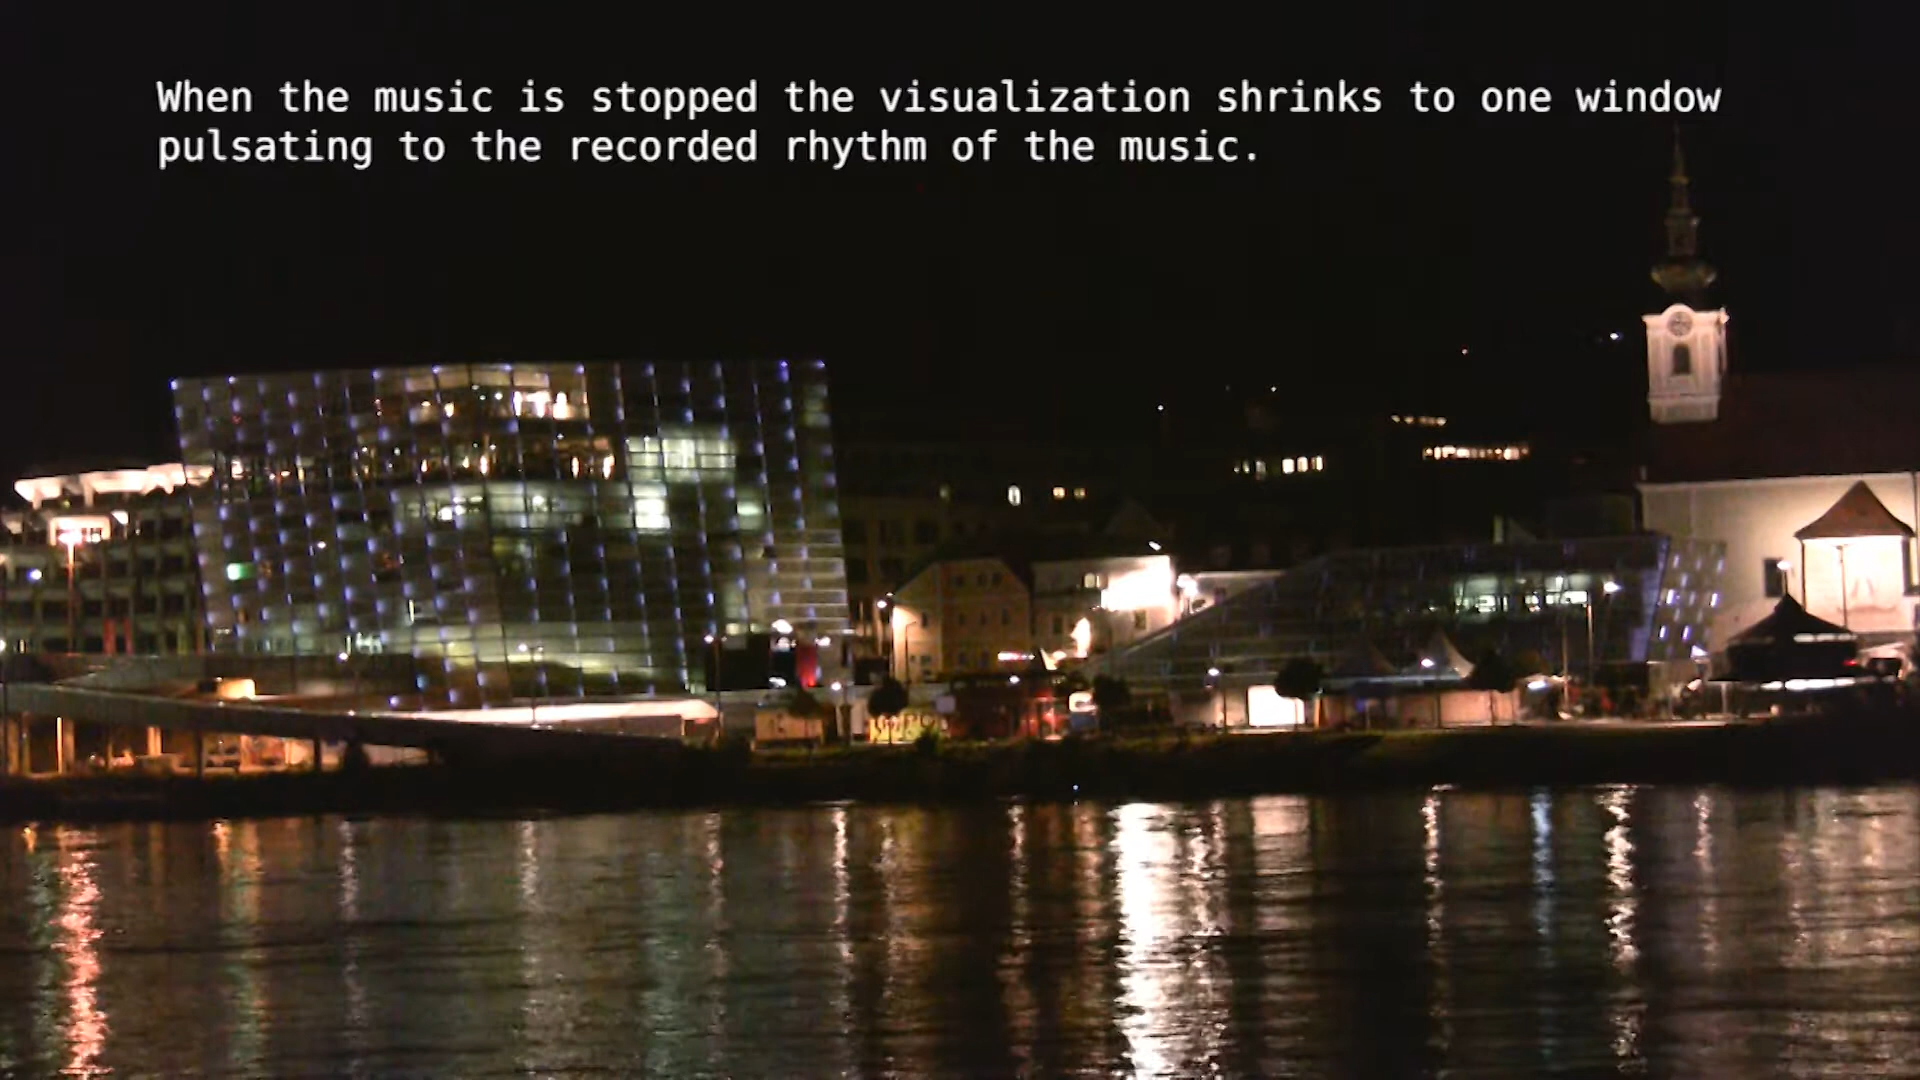 When the music is stopped the visualization shrinks to one window
pulsating to the recorded rhythm of the music.